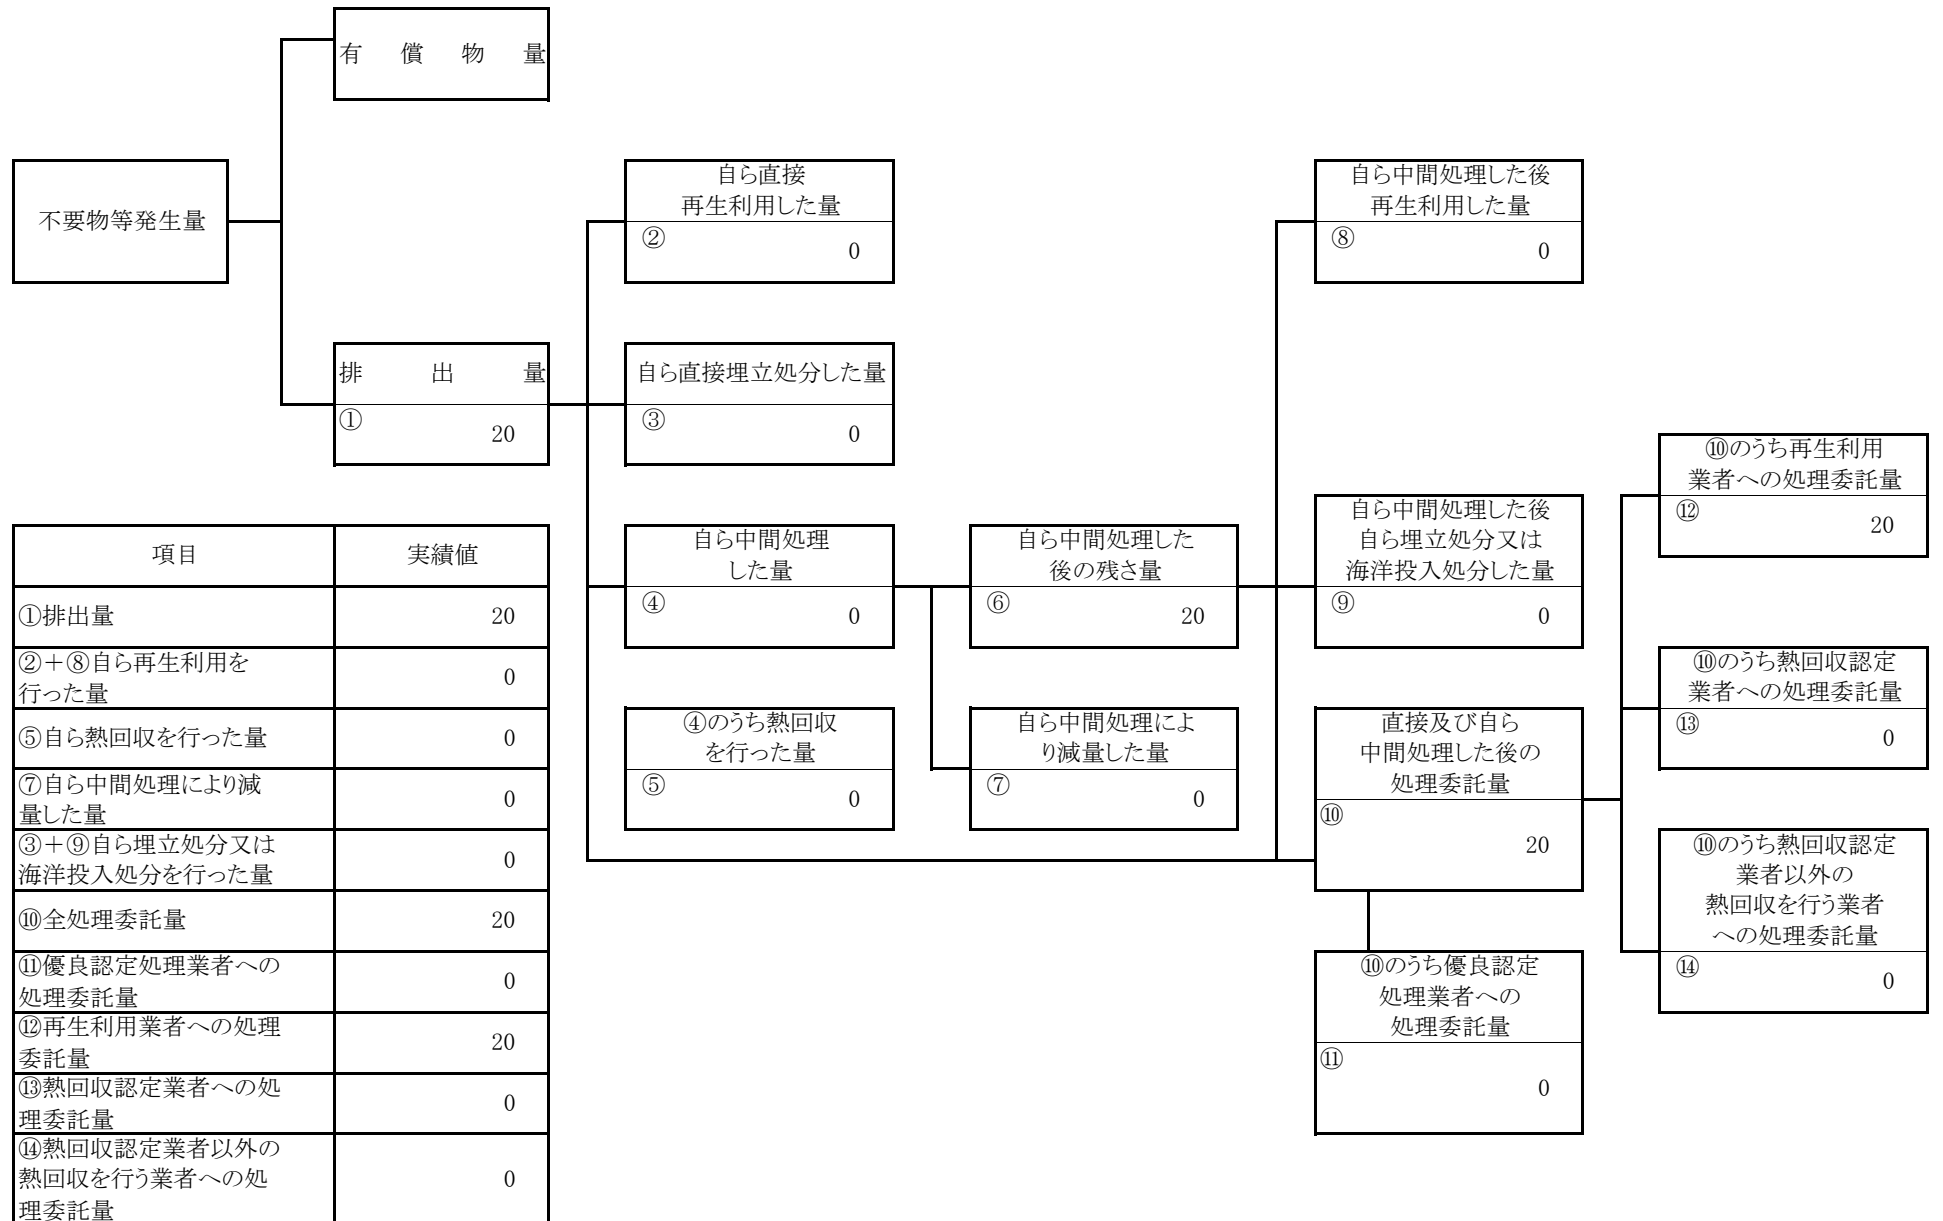 有償物量
不要物等発生量
排出量
①
20
自ら直接
再生利用した量
②
0
自ら直接埋立処分した量
③
0
自ら中間処理
した量
④
0
④のうち熱回収
を行った量
⑤
0
自ら中間処理した
後の残さ量
⑥
20
自ら中間処理によ
り減量した量
⑦
0
自ら中間処理した後
再生利用した量
⑧
0
自ら中間処理した後
自ら埋立処分又は
海洋投入処分した量
⑨
0
直接及び自ら
中間処理した後の
処理委託量
⑩
20
⑩のうち優良認定
処理業者への
処理委託量
⑪
0
⑩のうち再生利用
業者への処理委託量
⑫
20
⑩のうち熱回収認定
業者への処理委託量
⑬
0
⑩のうち熱回収認定
業者以外の
熱回収を行う業者
への処理委託量
⑭
0
項目 実績値
①排出量 20
②+⑧自ら再生利用を
行った量
0
⑤自ら熱回収を行った量 0
⑦自ら中間処理により減
量した量
0
③+⑨自ら埋立処分又は
海洋投入処分を行った量
0
⑩全処理委託量 20
⑪優良認定処理業者への
処理委託量
0
⑫再生利用業者への処理
委託量
20
⑬熱回収認定業者への処
理委託量
0
⑭熱回収認定業者以外の
熱回収を行う業者への処
理委託量
0